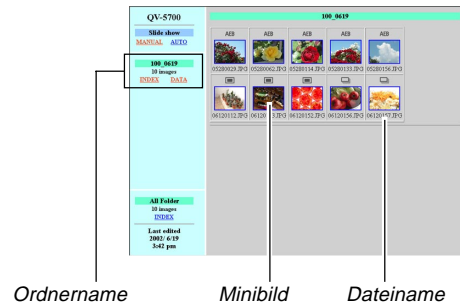 QV-5700
Slide show
MANUAL AUTO
100_0619
10 images
INDEX DATA
All Folder
10 images
INDEX
Last edited
2002/ 6/19
3:42 pm
100_0619
AEB AEB AEB AEB AEB
05280029.JPG 05280062.JPG 05280114.JPG 05280133.JPG 05280156.JPG
06120112.JPG 06120152.JPG 06120156.JPG
Ordnername Minibild Dateiname